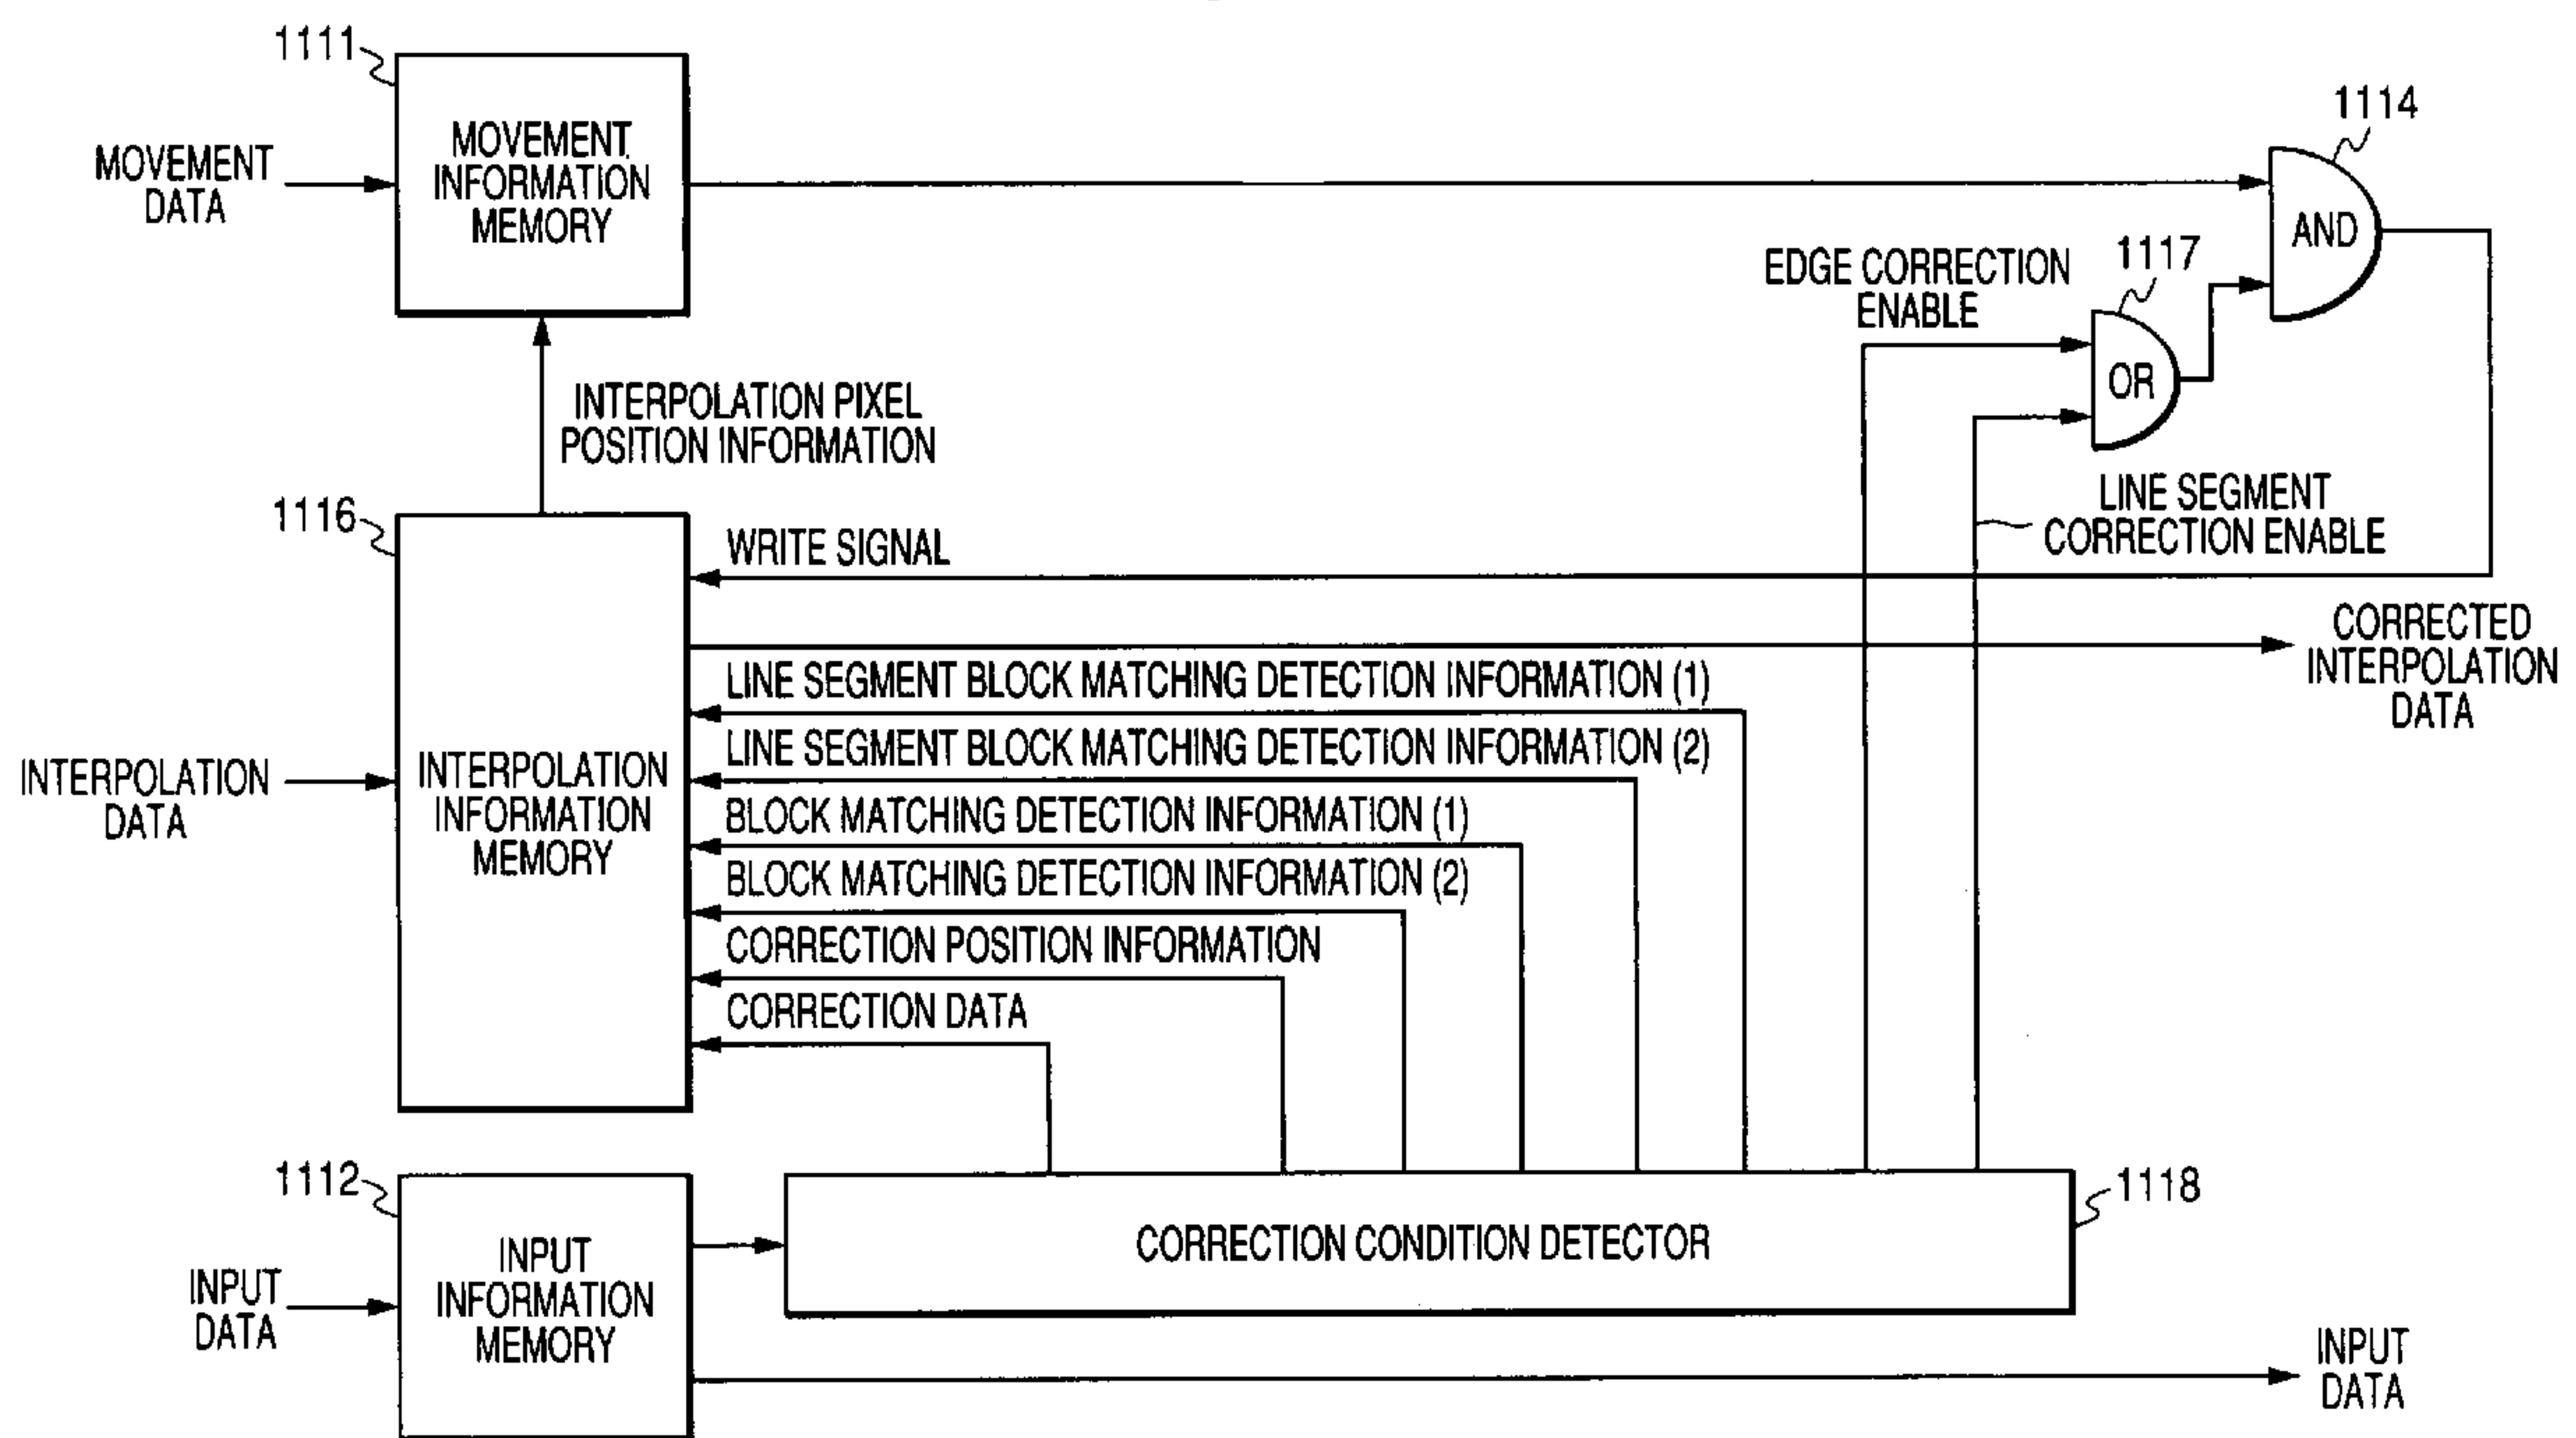 1111
MOVEMENT
DATA
MOVEMENT
INFORMATION
MEMORY
1114
AND
EDGE CORRECTION
ENABLE
1117
OR
INTERPOLATION PIXEL
POSITION INFORMATION
LINE SEGMENT
CORRECTION ENABLE
1116
WRITE SIGNAL
CORRECTED
INTERPOLATION
DATA
LINE SEGMENT BLOCK MATCHING DETECTION INFORMATION (1)
LINE SEGMENT BLOCK MATCHING DETECTION INFORMATION (2)
INTERPOLATION
DATA
INTERPOLATION
INFORMATION
MEMORY
BLOCK MATCHING DETECTION INFORMATION (1)
BLOCK MATCHING DETECTION INFORMATION (2)
CORRECTION POSITION INFORMATION
CORRECTION DATA
1112
INPUT
DATA
INPUT
INFORMATION
MEMORY
CORRECTION CONDITION DETECTOR
1118
INPUT
DATA